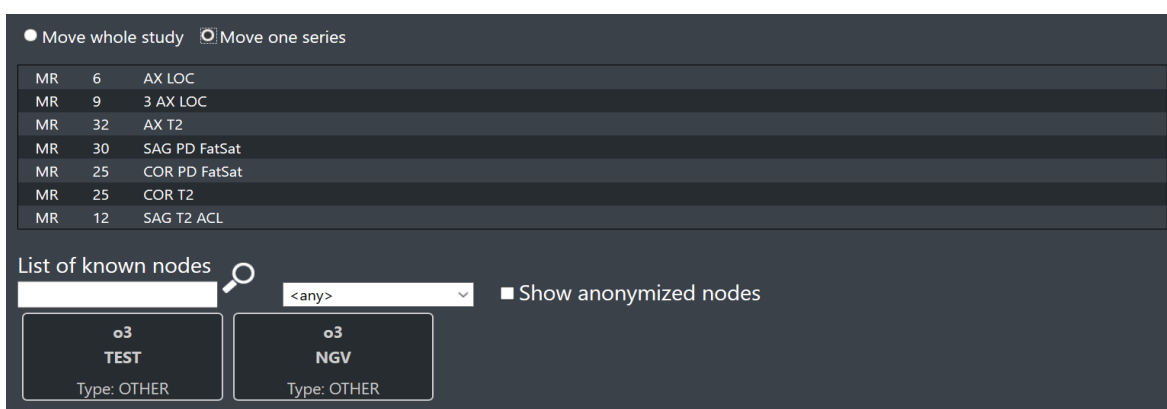 Move whole study Move one series
MR 6 AX LOC
MR 9 3 AX LOC
MR 32 AX T2
MR 30 SAG PD FatSat
MR 25 COR PD FatSat
MR 25 COR T2
MR 12 SAG T2 ACL
List of known nodes
<any> Show anonymized nodes
o3 o3
TEST NGV
Type: OTHER Type: OTHER